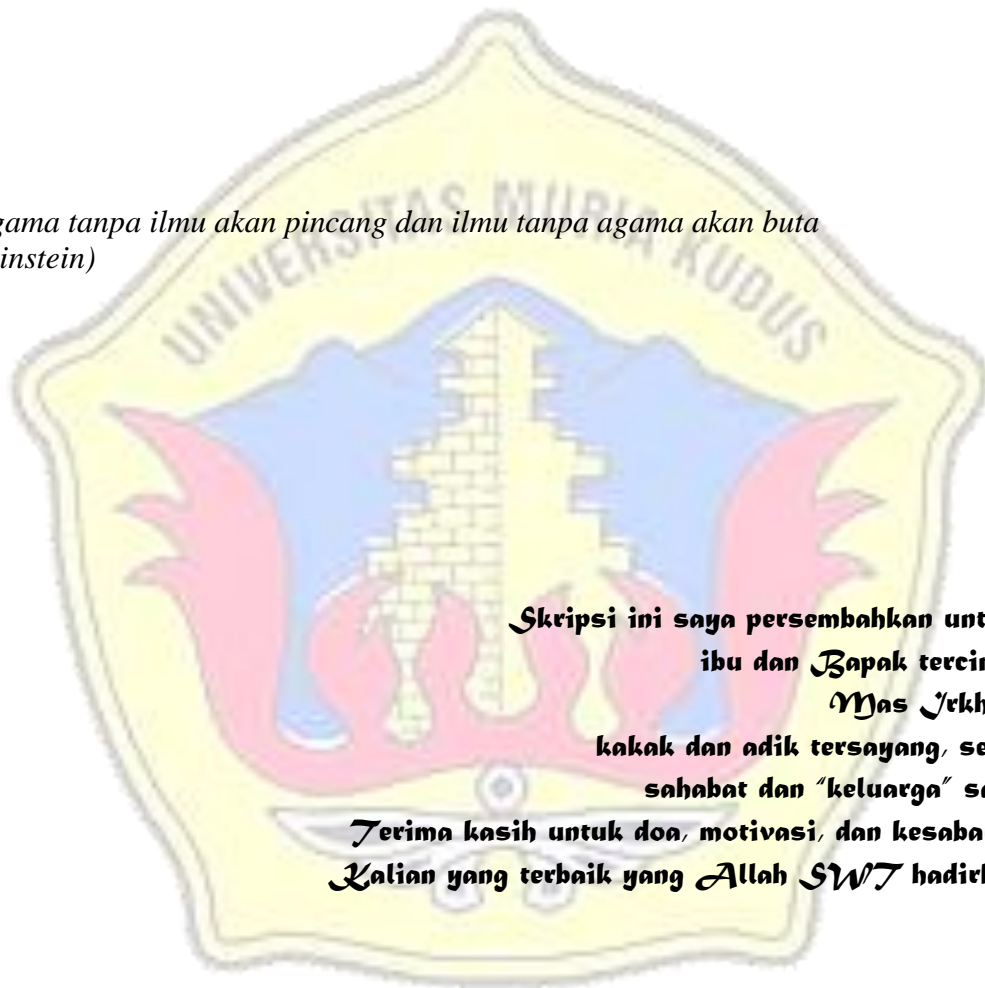 gama tanpa ilmu akan pincang dan ilmu tanpa agama akan buta
instein)
UNIVERSITAS MURIA KUDUS
Skripsi ini saya persembahkan unt
ibu dan Bapak tercin
Mas Irkh
kakak dan adik tersayang, se
sahabat dan “keluarga” sa
Terima kasih untuk doa, motivasi, dan kesaba
Kalian yang terbaik yang Allah SWT hadirk